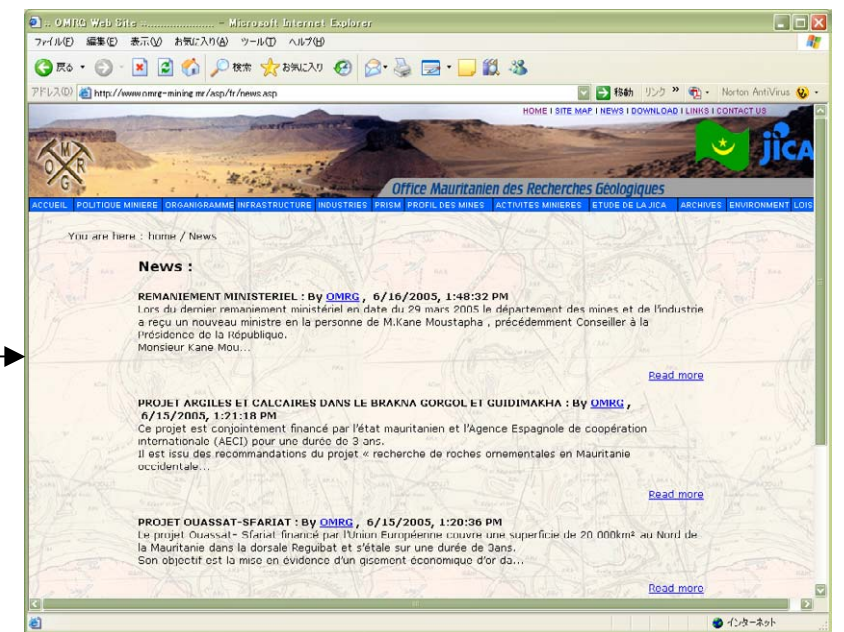 .: OMRG Web Site ::..................... - Microsoft Internet Explorer
ファイル(F) 編集(E) 表示(V) お気に入り(A) ツール(T) ヘルプ(H)
戻る 検索 お気に入り
アドレス(D) http://www.omrg-mining.mr/asp/fr/news.asp 移動 リンク » Norton AntiVirus
HOME I SITE MAP I NEWS I DOWNLOAD I LINKS I CONTACT US
O M R G
jICA
Office Mauritanien des Recherches Géologiques
ACCUEIL POLITIQUE MINIERE ORGANIGRAMME INFRASTRUCTURE INDUSTRIES PRISM PROFIL DES MINES ACTIVITES MINIERES ETUDE DE LA JICA ARCHIVES ENVIRONMENT LOIS
You are here : home / News
News :
REMANIEMENT MINISTERIEL : By OMRG , 6/16/2005, 1:48:32 PM
Lors du dernier remaniement ministériel en date du 29 mars 2005 le département des mines et de l'industrie
a reçu un nouveau ministre en la personne de M.Kane Moustapha , précédemment Conseiller à la
Présidence de la République.
Monsieur Kane Mou...
Read more
PROJET ARGILES ET CALCAIRES DANS LE BRAKNA GORGOL ET GUIDIMAKHA : By OMRG ,
6/15/2005, 1:21:18 PM
Ce projet est conjointement financé par l'état mauritanien et l'Agence Espagnole de coopération
internationale (AECI) pour une durée de 3 ans.
Il est issu des recommandations du projet « recherche de roches ornementales en Mauritanie
occidentale...
Read more
PROJET OUASSAT-SFARIAT : By OMRG , 6/15/2005, 1:20:36 PM
Le projet Ouassat- Sfariat financé par l'Union Européenne couvre une superficie de 20 000km² au Nord de
la Mauritanie dans la dorsale Reguibat et s'étale sur une durée de 3ans.
Son objectif est la mise en évidence d'un gisement économique d'or da...
Read more
インターネット